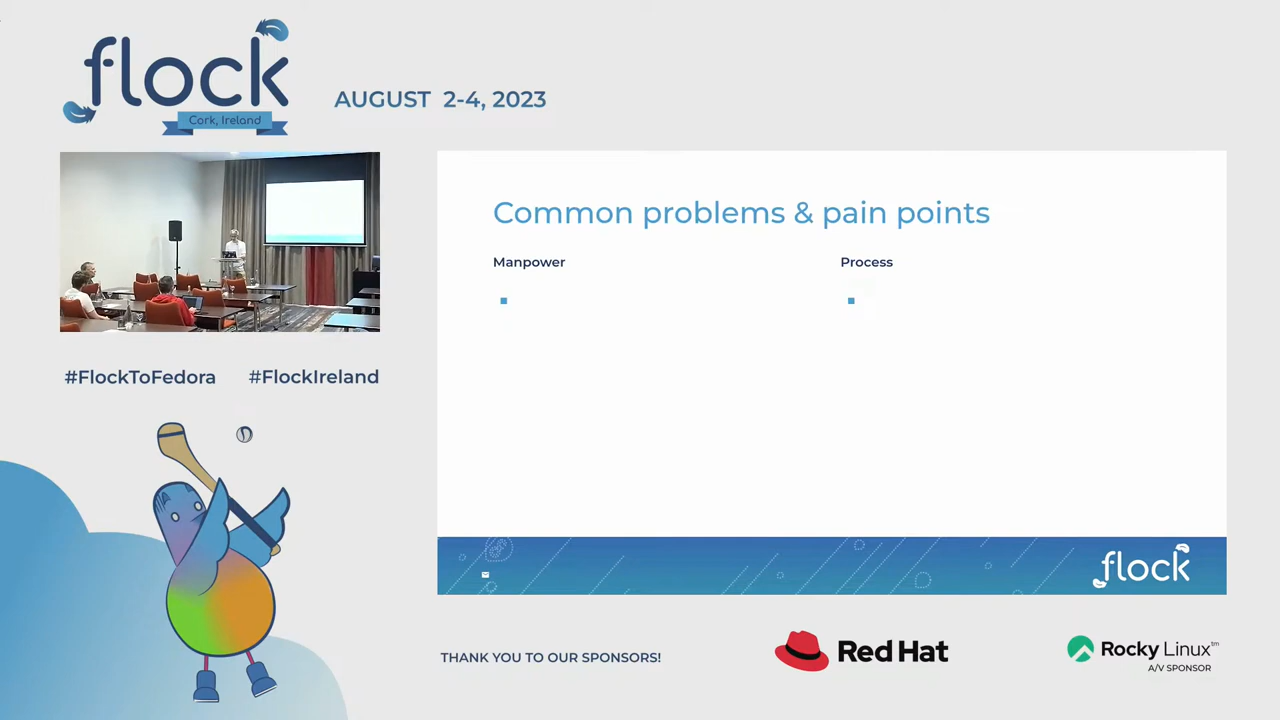 flock
Cork, Ireland
AUGUST 2-4, 2023
Common problems & pain points
Manpower
Process
#FlockToFedora #FlockIreland
flock
THANK YOU TO OUR SPONSORS!
Red Hat
Rocky Linux™
A/V SPONSOR